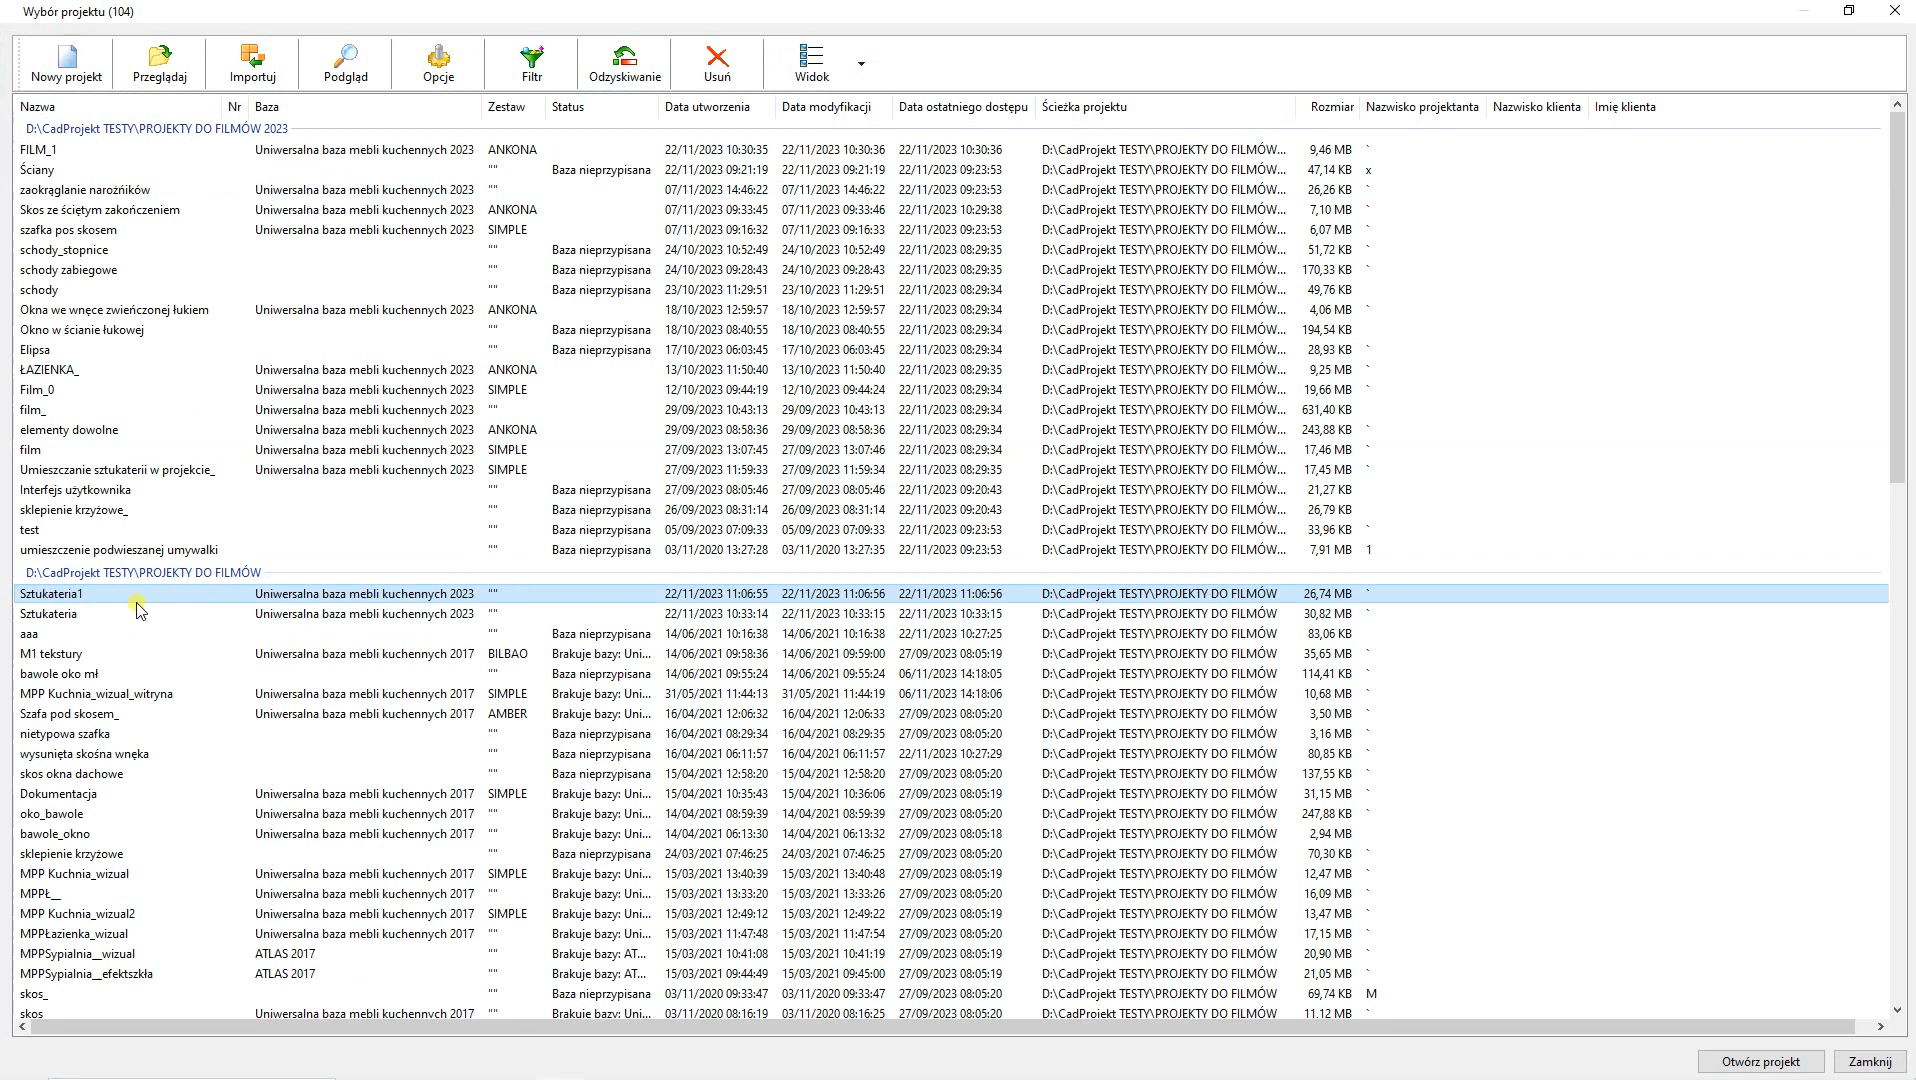 Wybór projektu (104)
Nowy projekt Przeglądaj Importuj Podgląd Opcje Filtr Odzyskiwanie Usuń Widok
Nazwa Nr Baza Zestaw Status Data utworzenia Data modyfikacji Data ostatniego dostępu Ścieżka projektu Rozmiar Nazwisko projektanta Nazwisko klienta Imię klienta
D:\CadProjekt TESTY\PROJEKTY DO FILMÓW 2023
FILM_1 Uniwersalna baza mebli kuchennych 2023 ANKONA 22/11/2023 10:30:35 22/11/2023 10:30:36 22/11/2023 10:30:36 D:\CadProjekt TESTY\PROJEKTY DO FILMÓW... 9,46 MB `
Ściany "" Baza nieprzypisana 22/11/2023 09:21:19 22/11/2023 09:21:19 22/11/2023 09:23:53 D:\CadProjekt TESTY\PROJEKTY DO FILMÓW... 47,14 KB x
zaokrąglanie narożników Uniwersalna baza mebli kuchennych 2023 "" 07/11/2023 14:46:22 07/11/2023 14:46:22 22/11/2023 09:23:53 D:\CadProjekt TESTY\PROJEKTY DO FILMÓW... 26,26 KB `
Skos ze ściętym zakończeniem Uniwersalna baza mebli kuchennych 2023 ANKONA 07/11/2023 09:33:45 07/11/2023 09:33:46 22/11/2023 10:29:38 D:\CadProjekt TESTY\PROJEKTY DO FILMÓW... 7,10 MB `
szafka pos skosem Uniwersalna baza mebli kuchennych 2023 SIMPLE 07/11/2023 09:16:32 07/11/2023 09:16:33 22/11/2023 09:23:53 D:\CadProjekt TESTY\PROJEKTY DO FILMÓW... 6,07 MB `
schody_stopnice "" Baza nieprzypisana 24/10/2023 10:52:49 24/10/2023 10:52:49 22/11/2023 08:29:35 D:\CadProjekt TESTY\PROJEKTY DO FILMÓW... 51,72 KB `
schody zabiegowe "" Baza nieprzypisana 24/10/2023 09:28:43 24/10/2023 09:28:43 22/11/2023 08:29:35 D:\CadProjekt TESTY\PROJEKTY DO FILMÓW... 170,33 KB `
schody "" Baza nieprzypisana 23/10/2023 11:29:51 23/10/2023 11:29:51 22/11/2023 08:29:34 D:\CadProjekt TESTY\PROJEKTY DO FILMÓW... 49,76 KB
Okna we wnęce zwieńczonej łukiem Uniwersalna baza mebli kuchennych 2023 ANKONA 18/10/2023 12:59:57 18/10/2023 12:59:57 22/11/2023 08:29:34 D:\CadProjekt TESTY\PROJEKTY DO FILMÓW... 4,06 MB `
Okno w ścianie łukowej "" Baza nieprzypisana 18/10/2023 08:40:55 18/10/2023 08:40:55 22/11/2023 08:29:34 D:\CadProjekt TESTY\PROJEKTY DO FILMÓW... 194,54 KB
Elipsa "" Baza nieprzypisana 17/10/2023 06:03:45 17/10/2023 06:03:45 22/11/2023 08:29:34 D:\CadProjekt TESTY\PROJEKTY DO FILMÓW... 28,93 KB `
ŁAZIENKA_ Uniwersalna baza mebli kuchennych 2023 ANKONA 13/10/2023 11:50:40 13/10/2023 11:50:40 22/11/2023 08:29:35 D:\CadProjekt TESTY\PROJEKTY DO FILMÓW... 9,25 MB `
Film_0 Uniwersalna baza mebli kuchennych 2023 SIMPLE 12/10/2023 09:44:19 12/10/2023 09:44:24 22/11/2023 08:29:34 D:\CadProjekt TESTY\PROJEKTY DO FILMÓW... 19,66 MB `
film_ Uniwersalna baza mebli kuchennych 2023 "" 29/09/2023 10:43:13 29/09/2023 10:43:13 22/11/2023 08:29:34 D:\CadProjekt TESTY\PROJEKTY DO FILMÓW... 631,40 KB
elementy dowolne Uniwersalna baza mebli kuchennych 2023 ANKONA 29/09/2023 08:58:36 29/09/2023 08:58:36 22/11/2023 08:29:35 D:\CadProjekt TESTY\PROJEKTY DO FILMÓW... 243,88 KB `
film Uniwersalna baza mebli kuchennych 2023 SIMPLE 27/09/2023 13:07:45 27/09/2023 13:07:46 22/11/2023 08:29:34 D:\CadProjekt TESTY\PROJEKTY DO FILMÓW... 17,46 MB `
Umieszczanie sztukaterii w projekcie_ Uniwersalna baza mebli kuchennych 2023 SIMPLE 27/09/2023 11:59:33 27/09/2023 11:59:34 22/11/2023 08:29:35 D:\CadProjekt TESTY\PROJEKTY DO FILMÓW... 17,45 MB `
Interfejs użytkownika "" Baza nieprzypisana 27/09/2023 08:05:46 27/09/2023 08:05:46 22/11/2023 09:20:43 D:\CadProjekt TESTY\PROJEKTY DO FILMÓW... 21,27 KB
sklepienie krzyżowe_ "" Baza nieprzypisana 26/09/2023 08:31:14 26/09/2023 08:31:14 22/11/2023 09:20:43 D:\CadProjekt TESTY\PROJEKTY DO FILMÓW... 26,79 KB
test "" Baza nieprzypisana 05/09/2023 07:09:33 05/09/2023 07:09:33 22/11/2023 09:23:53 D:\CadProjekt TESTY\PROJEKTY DO FILMÓW... 33,96 KB `
umieszczenie podwieszanej umywalki "" Baza nieprzypisana 03/11/2020 13:27:28 03/11/2020 13:27:35 22/11/2023 09:23:53 D:\CadProjekt TESTY\PROJEKTY DO FILMÓW... 7,91 MB 1
D:\CadProjekt TESTY\PROJEKTY DO FILMÓW
Sztukateria1 Uniwersalna baza mebli kuchennych 2023 "" 22/11/2023 11:06:55 22/11/2023 11:06:56 22/11/2023 11:06:56 D:\CadProjekt TESTY\PROJEKTY DO FILMÓW 26,74 MB `
Sztukateria Uniwersalna baza mebli kuchennych 2023 "" 22/11/2023 10:33:14 22/11/2023 10:33:15 22/11/2023 10:33:15 D:\CadProjekt TESTY\PROJEKTY DO FILMÓW 30,82 MB `
aaa "" Baza nieprzypisana 14/06/2021 10:16:38 14/06/2021 10:16:38 22/11/2023 10:27:25 D:\CadProjekt TESTY\PROJEKTY DO FILMÓW 83,06 KB
M1 tekstury Uniwersalna baza mebli kuchennych 2017 BILBAO Brakuje bazy: Uni... 14/06/2021 09:58:36 14/06/2021 09:59:00 27/09/2023 08:05:19 D:\CadProjekt TESTY\PROJEKTY DO FILMÓW 35,65 MB `
bawole oko mł "" Baza nieprzypisana 14/06/2021 09:55:24 14/06/2021 09:55:24 06/11/2023 14:18:05 D:\CadProjekt TESTY\PROJEKTY DO FILMÓW 114,41 KB `
MPP Kuchnia_wizual_witryna Uniwersalna baza mebli kuchennych 2017 SIMPLE Brakuje bazy: Uni... 31/05/2021 11:44:13 31/05/2021 11:44:19 06/11/2023 14:18:06 D:\CadProjekt TESTY\PROJEKTY DO FILMÓW 10,68 MB `
Szafa pod skosem_ Uniwersalna baza mebli kuchennych 2017 AMBER Brakuje bazy: Uni... 16/04/2021 12:06:32 16/04/2021 12:06:33 27/09/2023 08:05:20 D:\CadProjekt TESTY\PROJEKTY DO FILMÓW 3,50 MB `
nietypowa szafka "" Baza nieprzypisana 16/04/2021 08:29:34 16/04/2021 08:29:35 27/09/2023 08:05:20 D:\CadProjekt TESTY\PROJEKTY DO FILMÓW 3,16 MB `
wysunięta skośna wnęka "" Baza nieprzypisana 16/04/2021 06:11:57 16/04/2021 06:11:57 22/11/2023 10:27:29 D:\CadProjekt TESTY\PROJEKTY DO FILMÓW 80,85 KB `
skos okna dachowe "" Baza nieprzypisana 15/04/2021 12:58:20 15/04/2021 12:58:20 27/09/2023 08:05:20 D:\CadProjekt TESTY\PROJEKTY DO FILMÓW 137,55 KB `
Dokumentacja Uniwersalna baza mebli kuchennych 2017 SIMPLE Brakuje bazy: Uni... 15/04/2021 10:35:43 15/04/2021 10:36:06 27/09/2023 08:05:19 D:\CadProjekt TESTY\PROJEKTY DO FILMÓW 31,15 MB `
oko_bawole Uniwersalna baza mebli kuchennych 2017 "" Brakuje bazy: Uni... 14/04/2021 08:59:39 14/04/2021 08:59:39 27/09/2023 08:05:20 D:\CadProjekt TESTY\PROJEKTY DO FILMÓW 247,88 KB `
bawole_okno Uniwersalna baza mebli kuchennych 2017 "" Brakuje bazy: Uni... 14/04/2021 06:13:30 14/04/2021 06:13:32 27/09/2023 08:05:18 D:\CadProjekt TESTY\PROJEKTY DO FILMÓW 2,94 MB
sklepienie krzyżowe "" Baza nieprzypisana 24/03/2021 07:46:25 24/03/2021 07:46:25 27/09/2023 08:05:20 D:\CadProjekt TESTY\PROJEKTY DO FILMÓW 70,30 KB `
MPP Kuchnia_wizual Uniwersalna baza mebli kuchennych 2017 SIMPLE Brakuje bazy: Uni... 15/03/2021 13:40:39 15/03/2021 13:40:48 27/09/2023 08:05:19 D:\CadProjekt TESTY\PROJEKTY DO FILMÓW 12,47 MB `
MPPŁ__ Uniwersalna baza mebli kuchennych 2017 "" Brakuje bazy: Uni... 15/03/2021 13:33:20 15/03/2021 13:33:26 27/09/2023 08:05:20 D:\CadProjekt TESTY\PROJEKTY DO FILMÓW 16,09 MB `
MPP Kuchnia_wizual2 Uniwersalna baza mebli kuchennych 2017 SIMPLE Brakuje bazy: Uni... 15/03/2021 12:49:12 15/03/2021 12:49:22 27/09/2023 08:05:19 D:\CadProjekt TESTY\PROJEKTY DO FILMÓW 13,47 MB `
MPPŁazienka_wizual Uniwersalna baza mebli kuchennych 2017 "" Brakuje bazy: Uni... 15/03/2021 11:47:48 15/03/2021 11:47:54 27/09/2023 08:05:19 D:\CadProjekt TESTY\PROJEKTY DO FILMÓW 17,15 MB `
MPPSypialnia__wizual ATLAS 2017 "" Brakuje bazy: AT... 15/03/2021 10:41:08 15/03/2021 10:41:19 27/09/2023 08:05:19 D:\CadProjekt TESTY\PROJEKTY DO FILMÓW 20,90 MB `
MPPSypialnia__efektszkła ATLAS 2017 "" Brakuje bazy: AT... 15/03/2021 09:44:49 15/03/2021 09:45:00 27/09/2023 08:05:19 D:\CadProjekt TESTY\PROJEKTY DO FILMÓW 21,05 MB `
skos_ "" Baza nieprzypisana 03/11/2020 09:33:47 03/11/2020 09:33:47 27/09/2023 08:05:20 D:\CadProjekt TESTY\PROJEKTY DO FILMÓW 69,74 KB M
skos Uniwersalna baza mebli kuchennych 2017 "" Brakuje bazy: Uni... 03/11/2020 08:16:19 03/11/2020 08:16:25 27/09/2023 08:05:20 D:\CadProjekt TESTY\PROJEKTY DO FILMÓW 11,12 MB `
Otwórz projekt Zamknij